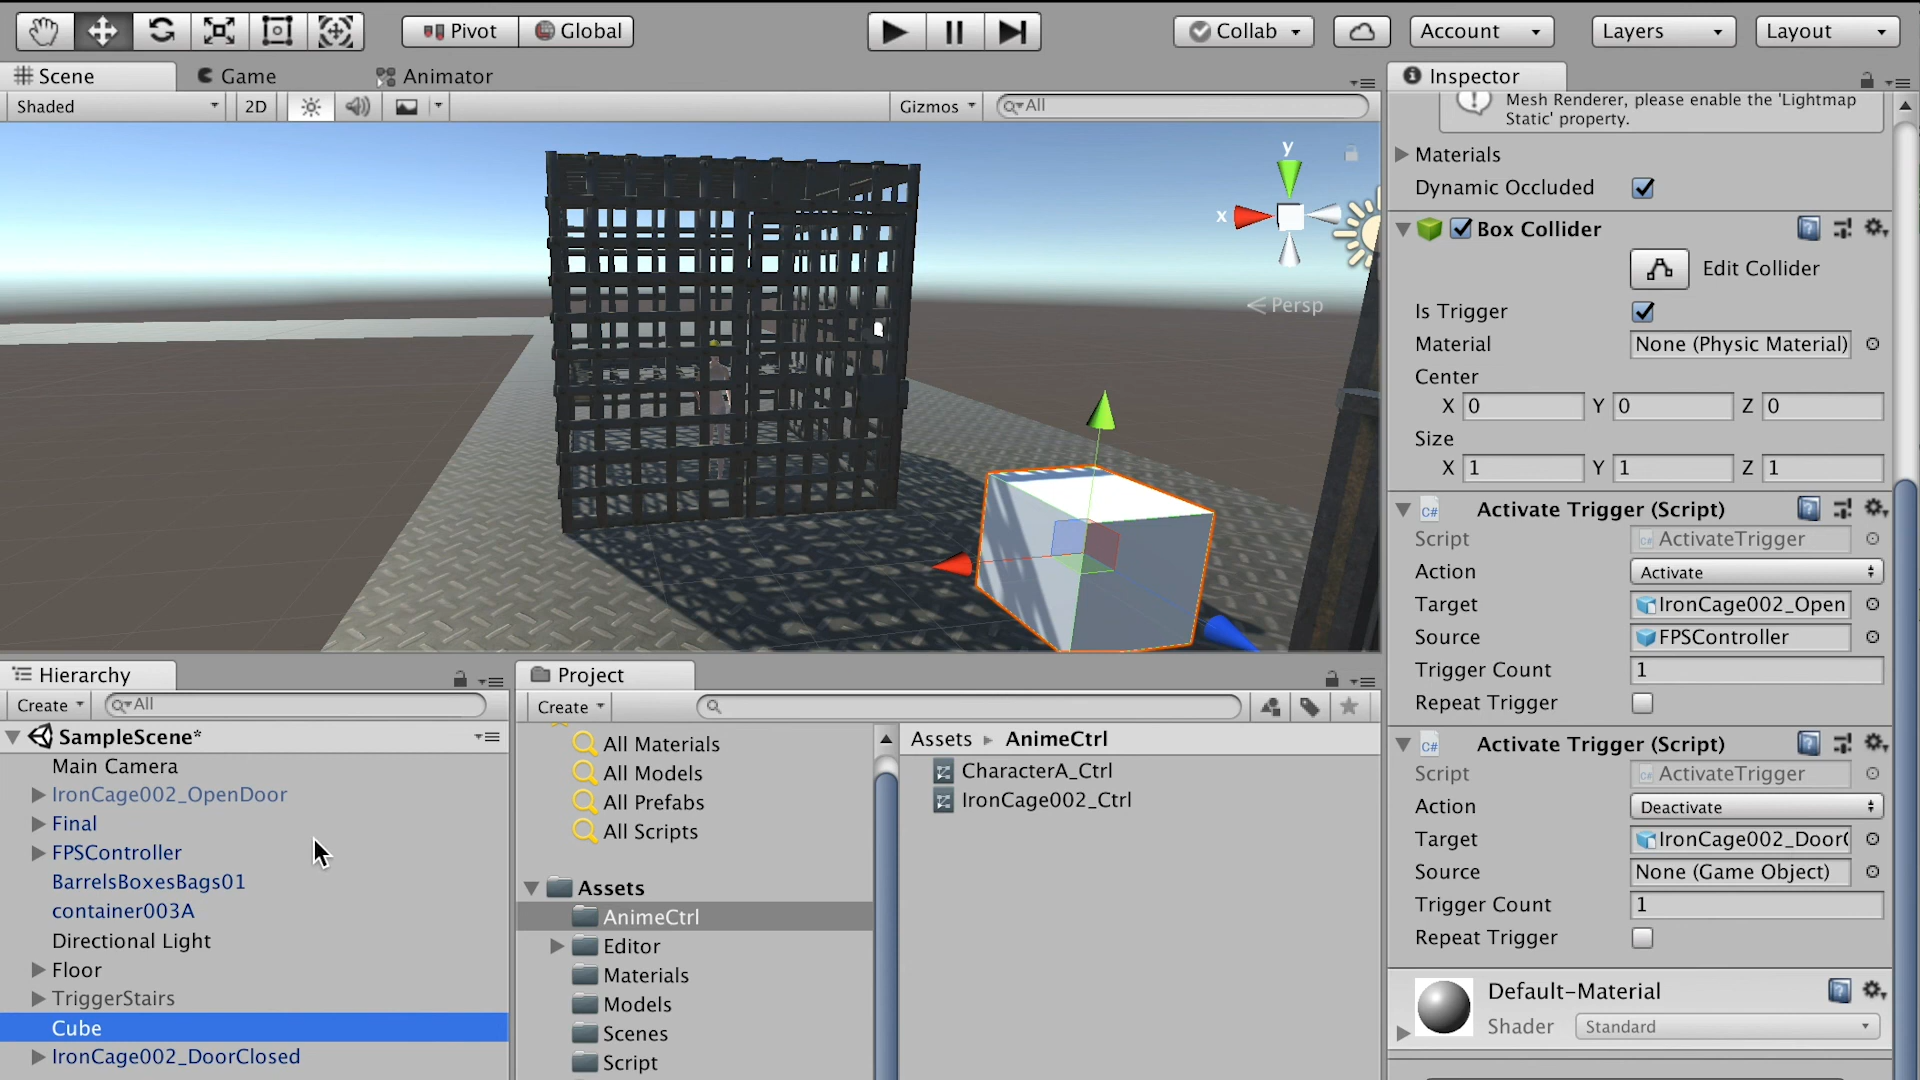 Pivot Global Collab Account Layers Layout
Scene Game Animator
Shaded 2D Gizmos All
y
x
Persp
Inspector
Mesh Renderer, please enable the 'Lightmap
Static' property.
Materials
Dynamic Occluded
Box Collider
Edit Collider
Is Trigger
Material None (Physic Material)
Center
X 0 Y 0 Z 0
Size
X 1 Y 1 Z 1
C# Activate Trigger (Script)
Script ActivateTrigger
Action Activate
Target IronCage002_Open
Source FPSController
Trigger Count 1
Repeat Trigger
C# Activate Trigger (Script)
Script ActivateTrigger
Action Deactivate
Target IronCage002_Door
Source None (Game Object)
Trigger Count 1
Repeat Trigger
Default-Material
Shader Standard
Hierarchy
Create All
SampleScene*
Main Camera
IronCage002_OpenDoor
Final
FPSController
BarrelsBoxesBags01
container003A
Directional Light
Floor
TriggerStairs
Cube
IronCage002_DoorClosed
Project
Create
All Materials
All Models
All Prefabs
All Scripts
Assets
AnimeCtrl
Editor
Materials
Models
Scenes
Script
Assets AnimeCtrl
CharacterA_Ctrl
IronCage002_Ctrl